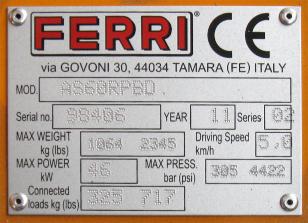 FERRI CE
via GOVONI 30, 44034 TAMARA (FE) ITALY
MOD. AS60RPBD.
Serial no. 98406 YEAR 11 Series 02
MAX WEIGHT kg (lbs) 1064 2345 Driving Speed km/h 5,0
MAX POWER kW 46 MAX PRESS. bar (psi) 305 4422
Connected loads kg (lbs) 325 717